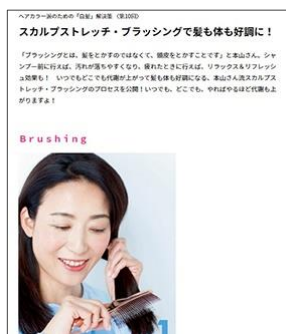 ヘアカラー派のための「白髪」解決塾（第10回）
スカルプストレッチ・ブラッシングで髪も体も好調に！
「ブラッシングとは、髪をとかすのではなくて、頭皮をとかすことです」と本山さん。シャ
ンプー前に行えば、汚れが落ちやすくなり、疲れたときに行えば、リラックス&リフレッシ
ュ効果も！ いつでもどこでも代謝が上がって髪も体も好調になる、本山さん流スカルプス
トレッチ・ブラッシングのプロセスを公開！いつでも、どこでも、やればやるほど代謝も上
がりますよ！
Brushing
1